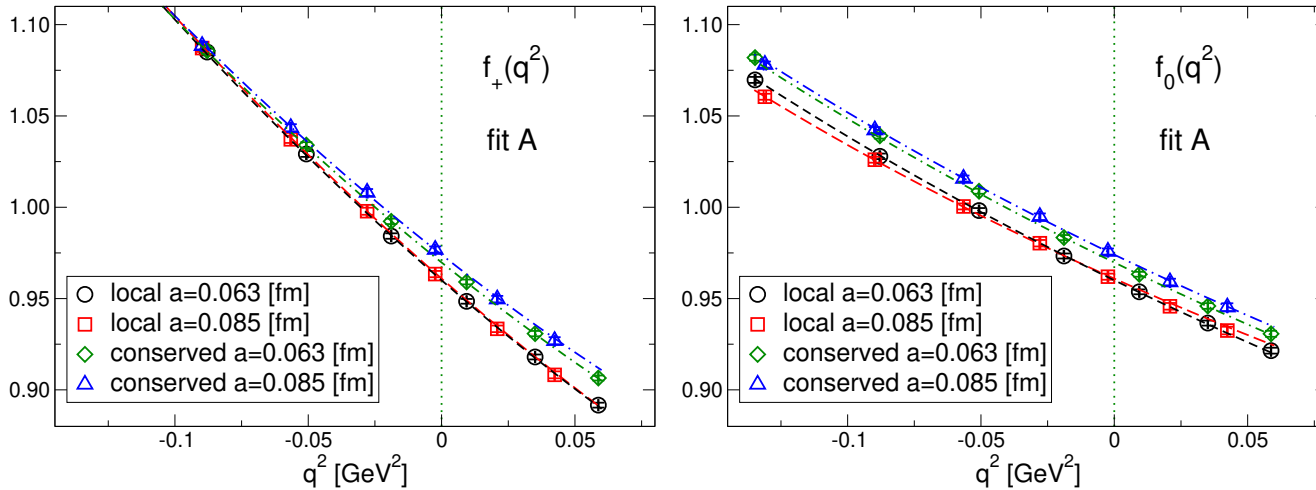 1.10
1.05
1.00
0.95
0.90
-0.1
-0.05
0
0.05
q² [GeV²]
f₊(q²)
fit A
local a=0.063 [fm]
local a=0.085 [fm]
conserved a=0.063 [fm]
conserved a=0.085 [fm]
1.10
1.05
1.00
0.95
0.90
-0.1
-0.05
0
0.05
q² [GeV²]
f₀(q²)
fit A
local a=0.063 [fm]
local a=0.085 [fm]
conserved a=0.063 [fm]
conserved a=0.085 [fm]